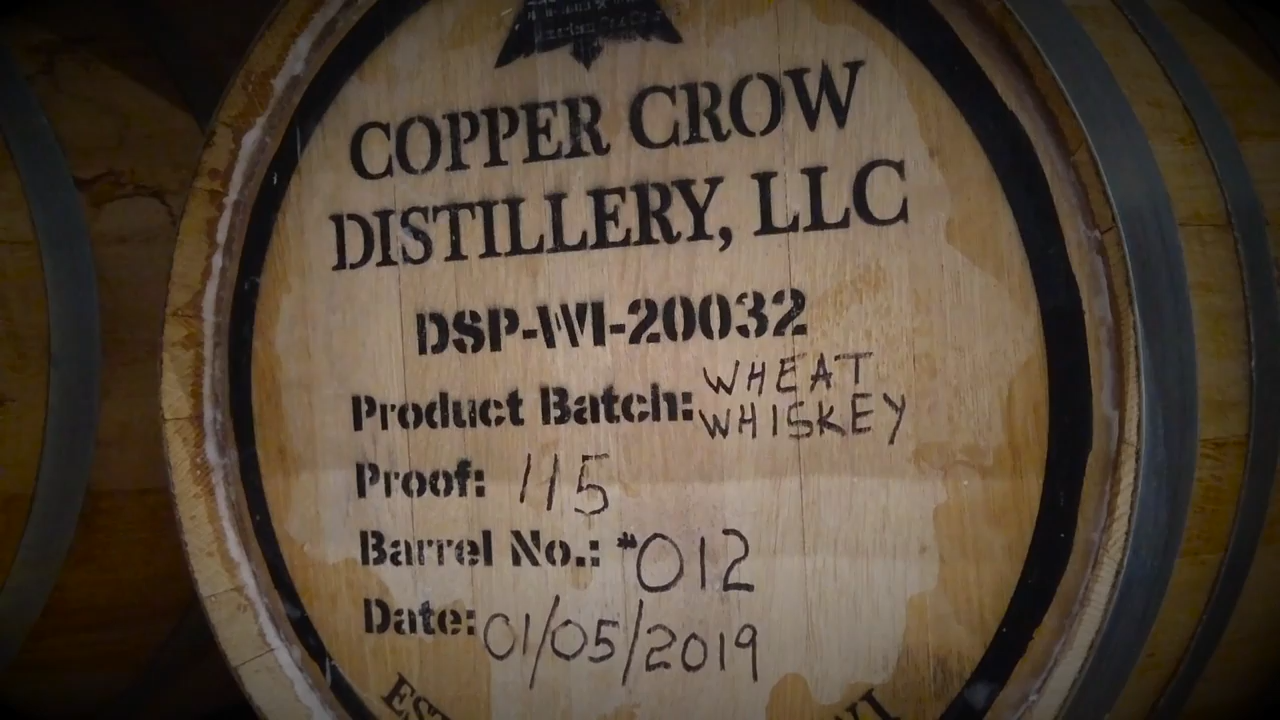 COPPER CROW
DISTILLERY, LLC
DSP-WI-20032
Product Batch: WHEAT
WHISKEY
Proof: 115
Barrel No.: #012
Date: 01/05/2019